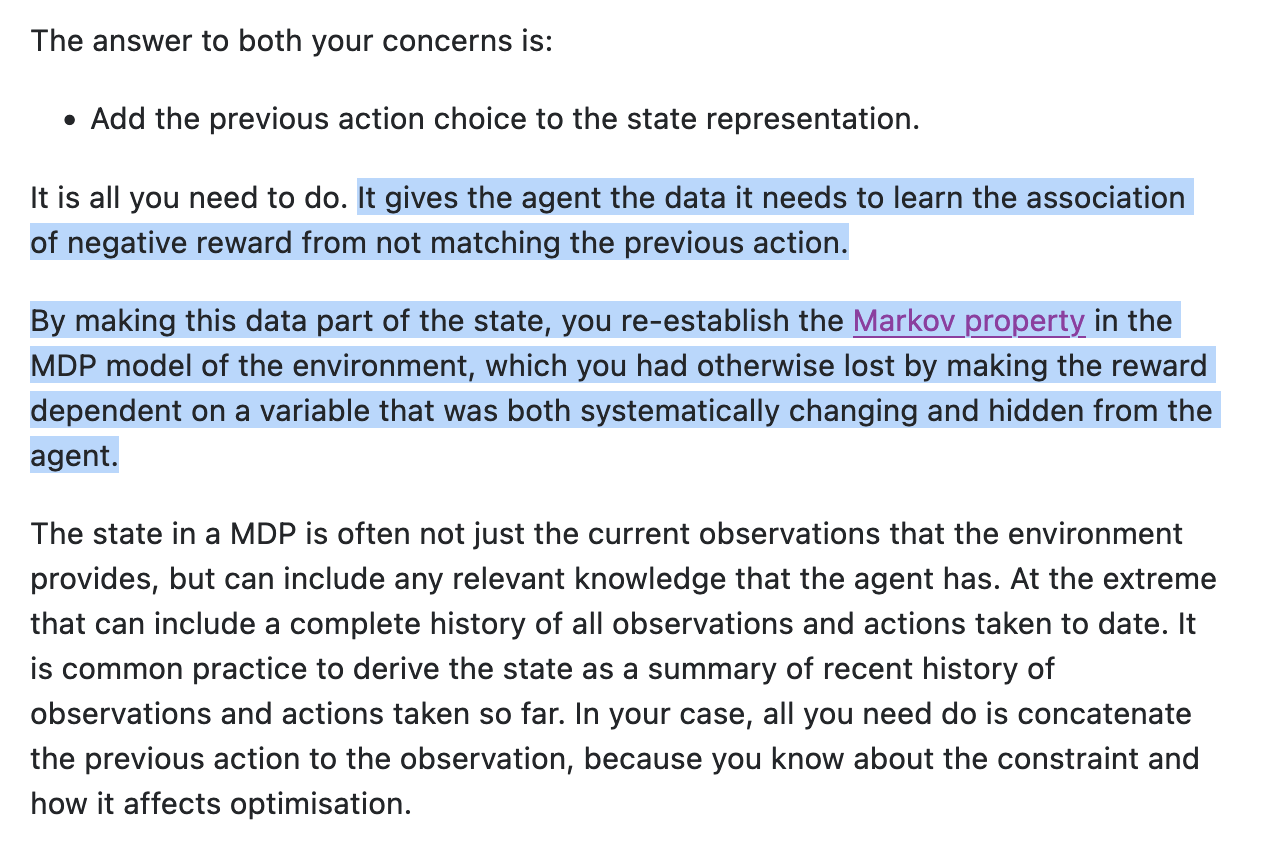 The answer to both your concerns is:
• Add the previous action choice to the state representation.
It is all you need to do. It gives the agent the data it needs to learn the association
of negative reward from not matching the previous action.
By making this data part of the state, you re-establish the Markov property in the
MDP model of the environment, which you had otherwise lost by making the reward
dependent on a variable that was both systematically changing and hidden from the
agent.
The state in a MDP is often not just the current observations that the environment
provides, but can include any relevant knowledge that the agent has. At the extreme
that can include a complete history of all observations and actions taken to date. It
is common practice to derive the state as a summary of recent history of
observations and actions taken so far. In your case, all you need do is concatenate
the previous action to the observation, because you know about the constraint and
how it affects optimisation.